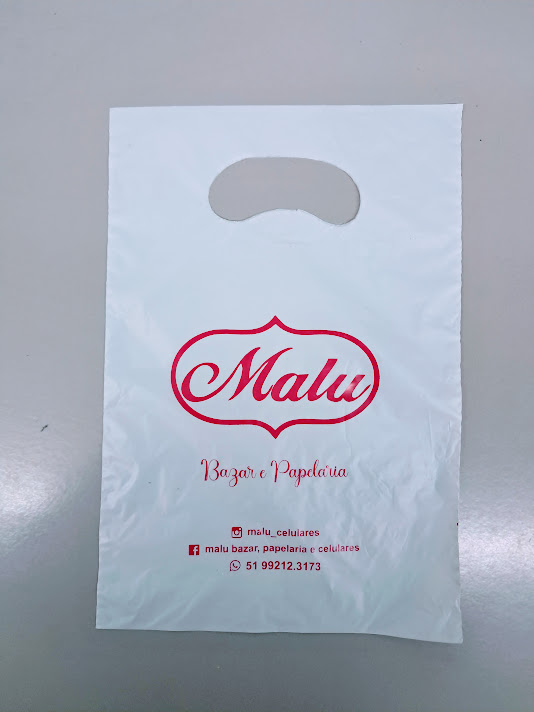 Malu
Bazar e Papelaria
malu_celulares
malu bazar, papelaria e celulares
51 99212.3173